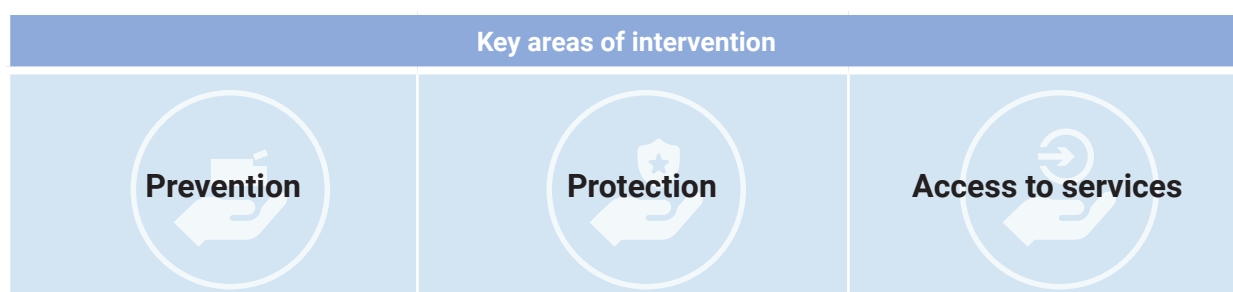 Key areas of intervention
Prevention
Protection
Access to services